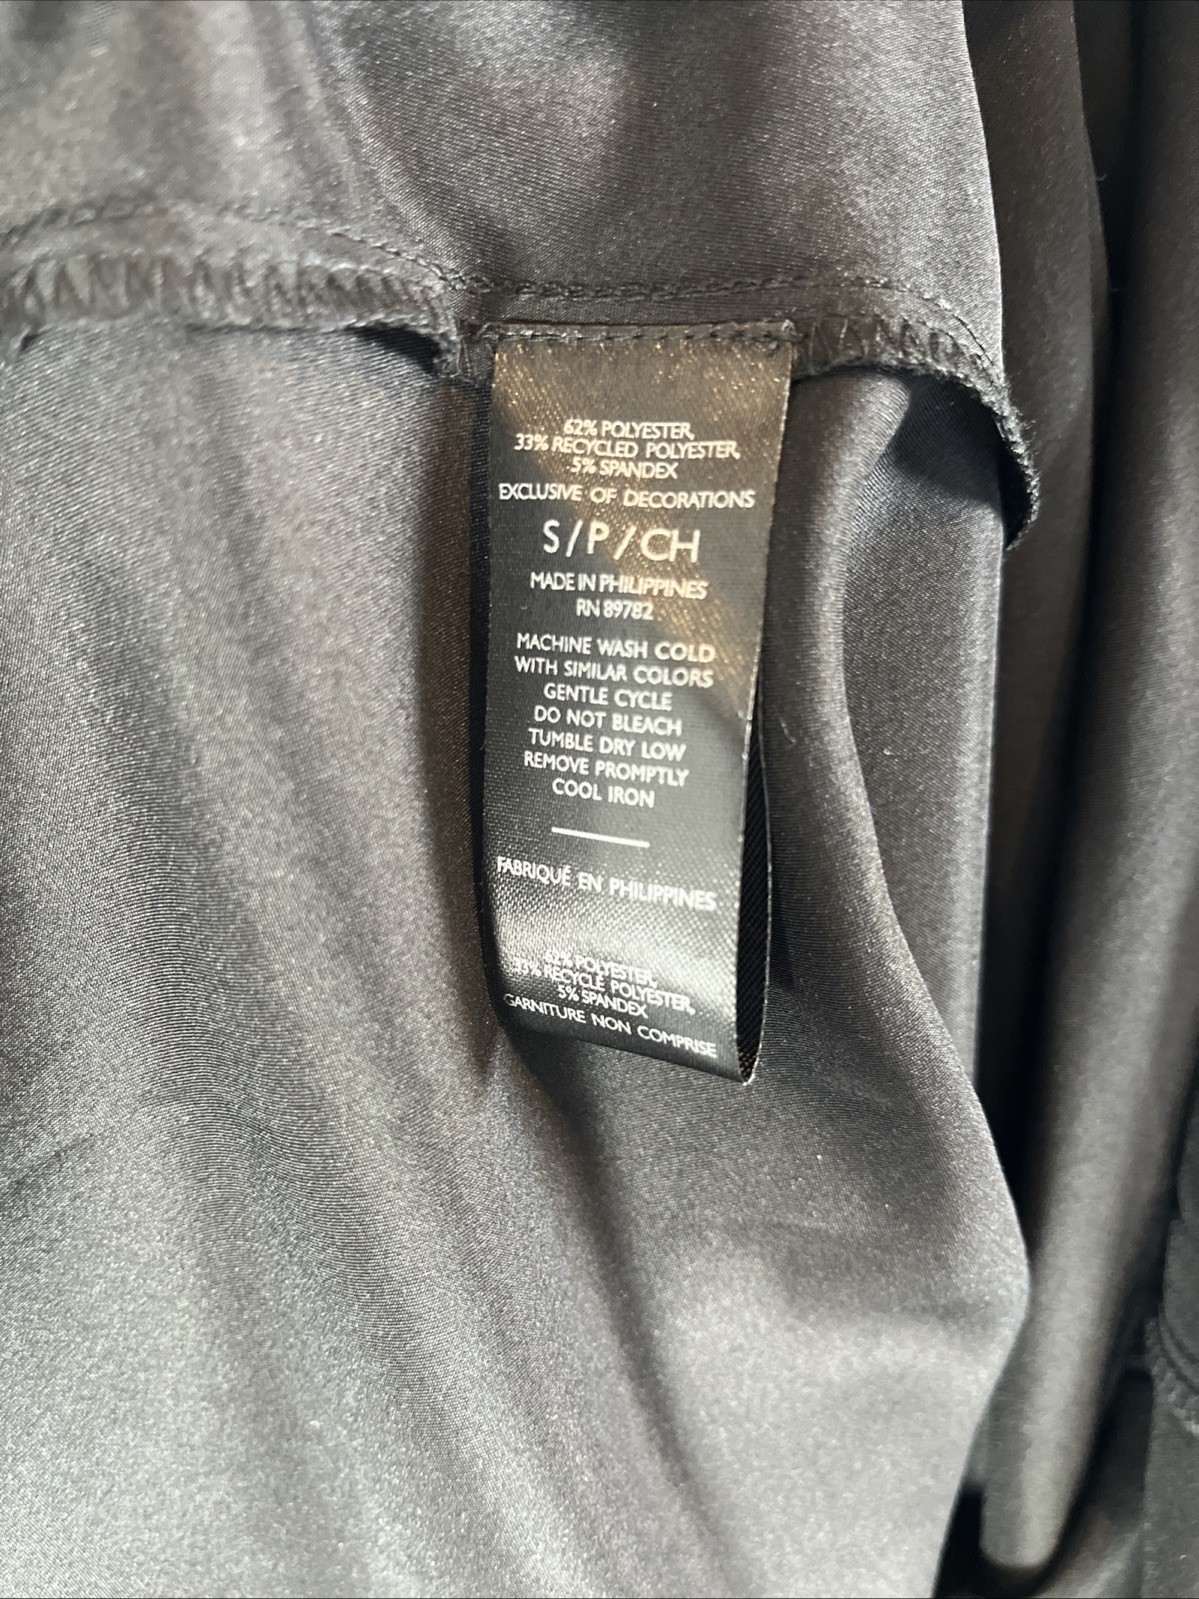 62% POLYESTER,
33% RECYCLED POLYESTER,
5% SPANDEX
EXCLUSIVE OF DECORATIONS
S/P/CH
MADE IN PHILIPPINES
RN 89782
MACHINE WASH COLD
WITH SIMILAR COLORS
GENTLE CYCLE
DO NOT BLEACH
TUMBLE DRY LOW
REMOVE PROMPTLY
COOL IRON
FABRIQUÉ EN PHILIPPINES
62% POLYESTER,
33% RECYCLE POLYESTER,
5% SPANDEX
GARNITURE NON COMPRISE